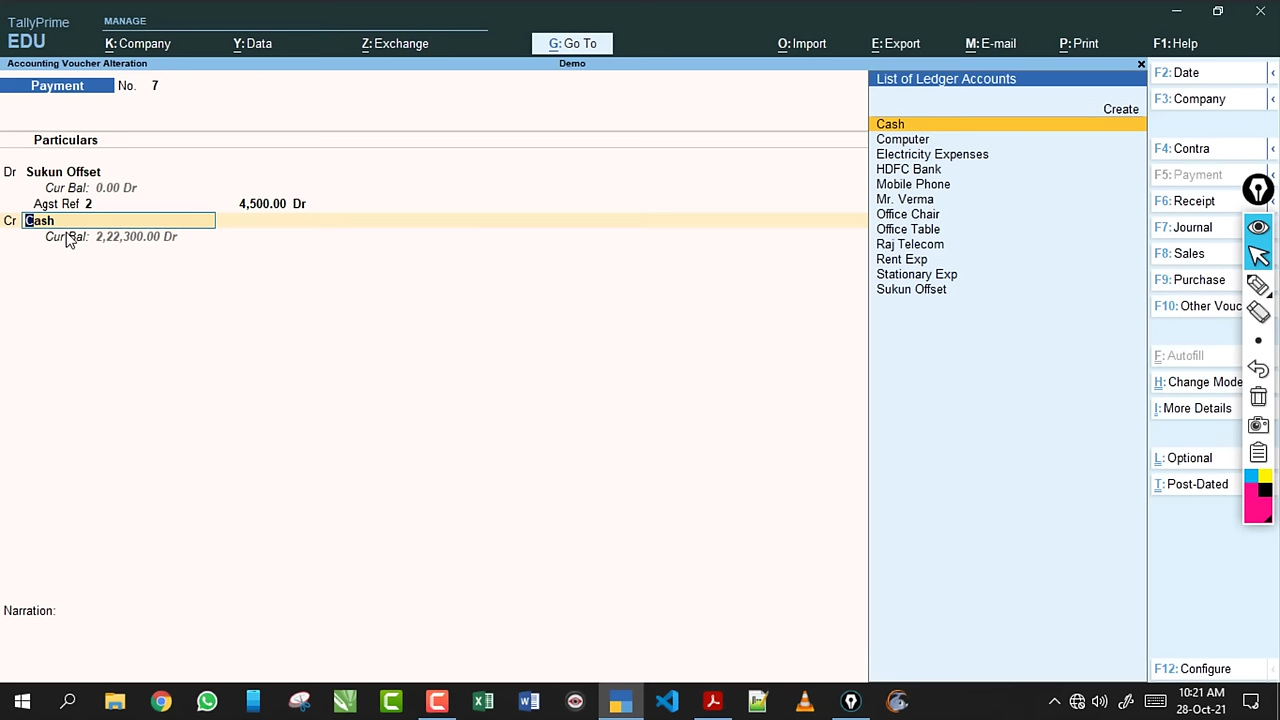 TallyPrime
EDU
MANAGE
K: Company
Y: Data
Z: Exchange
G: Go To
O: Import
E: Export
M: E-mail
P: Print
F1: Help
Accounting Voucher Alteration
Demo
Payment No. 7
Particulars
Dr Sukun Offset
Cur Bal: 0.00 Dr
Agst Ref 2 4,500.00 Dr
Cr Cash
Cur Bal: 2,22,300.00 Dr
Narration:
List of Ledger Accounts
Create
Cash
Computer
Electricity Expenses
HDFC Bank
Mobile Phone
Mr. Verma
Office Chair
Office Table
Raj Telecom
Rent Exp
Stationary Exp
Sukun Offset
F2: Date
F3: Company
F4: Contra
F5: Payment
F6: Receipt
F7: Journal
F8: Sales
F9: Purchase
F10: Other Vouc
F: Autofill
H: Change Mode
I: More Details
L: Optional
T: Post-Dated
F12: Configure
10:21 AM
28-Oct-21